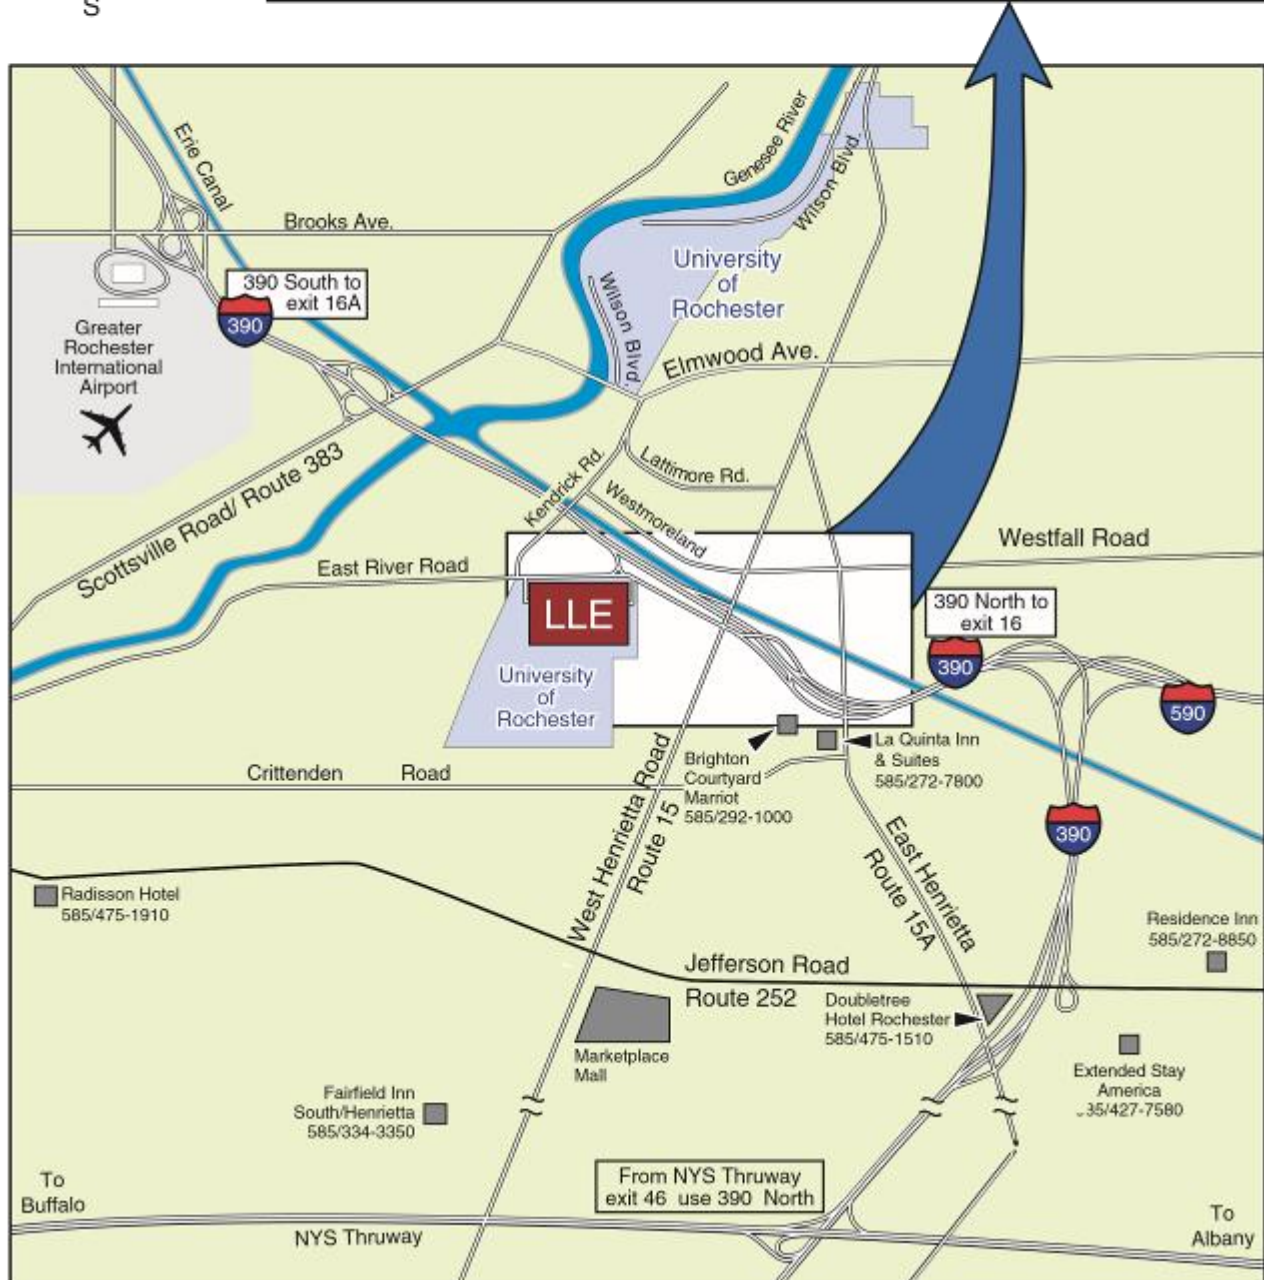 S
Erie Canal
Genesee River
Wilson Blvd.
Brooks Ave.
University
of
Rochester
390 South to
exit 16A
390
Wilson Blvd.
Greater
Rochester
International
Airport
Elmwood Ave.
Scottsville Road/ Route 383
Kendrick Rd.
Lattimore Rd.
Westmoreland
Westfall Road
East River Road
LLE
390 North to
exit 16
390
University
of
Rochester
590
Crittenden Road
Brighton
Courtyard
Marriot
585/292-1000
La Quinta Inn
& Suites
585/272-7800
390
West Henrietta Road
Route 15
East Henrietta
Route 15A
Radisson Hotel
585/475-1910
Residence Inn
585/272-8850
Jefferson Road
Route 252
Doubletree
Hotel Rochester
585/475-1510
Marketplace
Mall
Extended Stay
America
35/427-7580
Fairfield Inn
South/Henrietta
585/334-3350
From NYS Thruway
exit 46 use 390 North
To
Buffalo
NYS Thruway
To
Albany